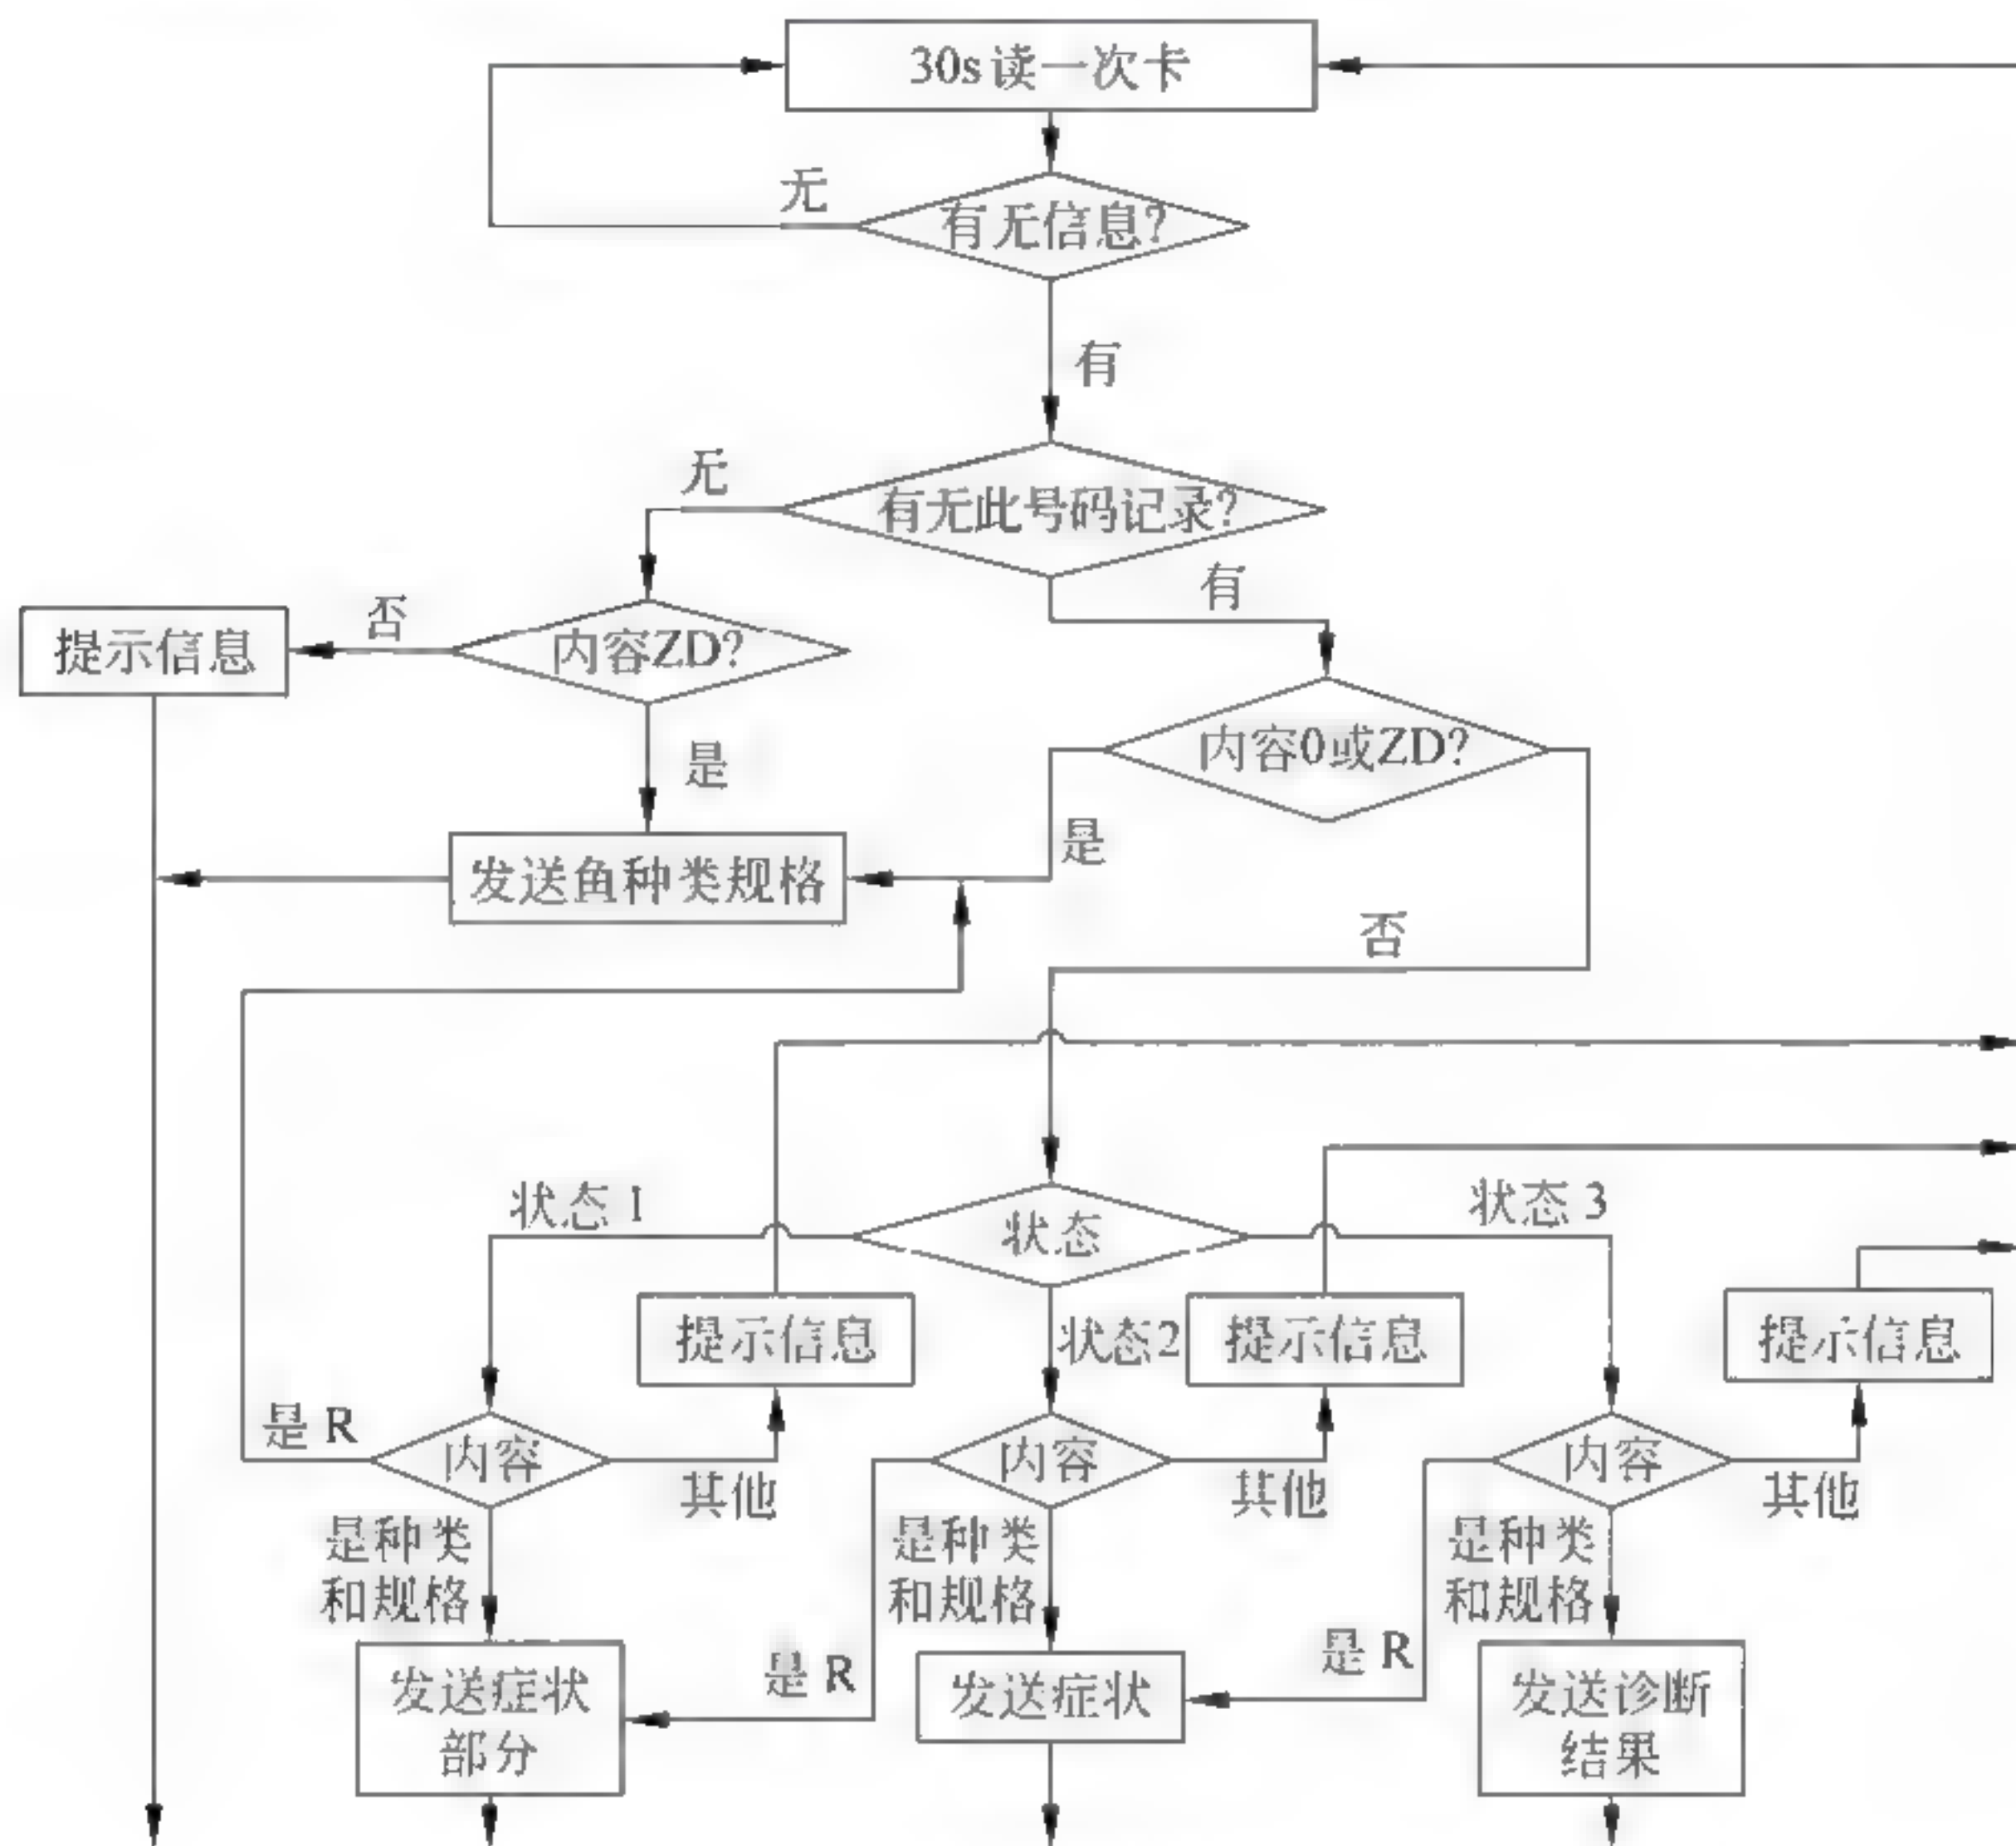 30s读一次卡
无
有无信息?
有
无
有无此号码记录?
有
否
提示信息
内容ZD?
是
内容0或ZD?
是
发送鱼种类规格
否
状态1
状态
状态3
提示信息
状态2
提示信息
提示信息
是R
内容
其他
内容
其他
内容
其他
是种类
和规格
是种类
和规格
是种类
和规格
是R
是R
发送症状
部分
发送症状
发送诊断
结果